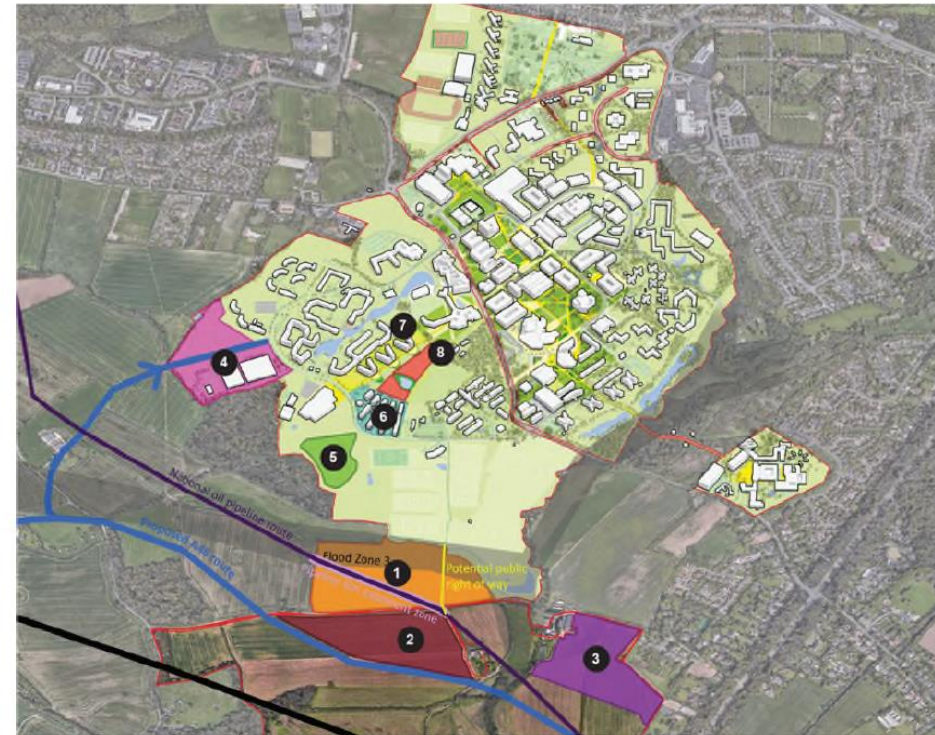 7
8
4
6
5
National oil pipeline route
Proposed A46 route
Flood Zone 3
1
Potential public
right of way
zone
2
3